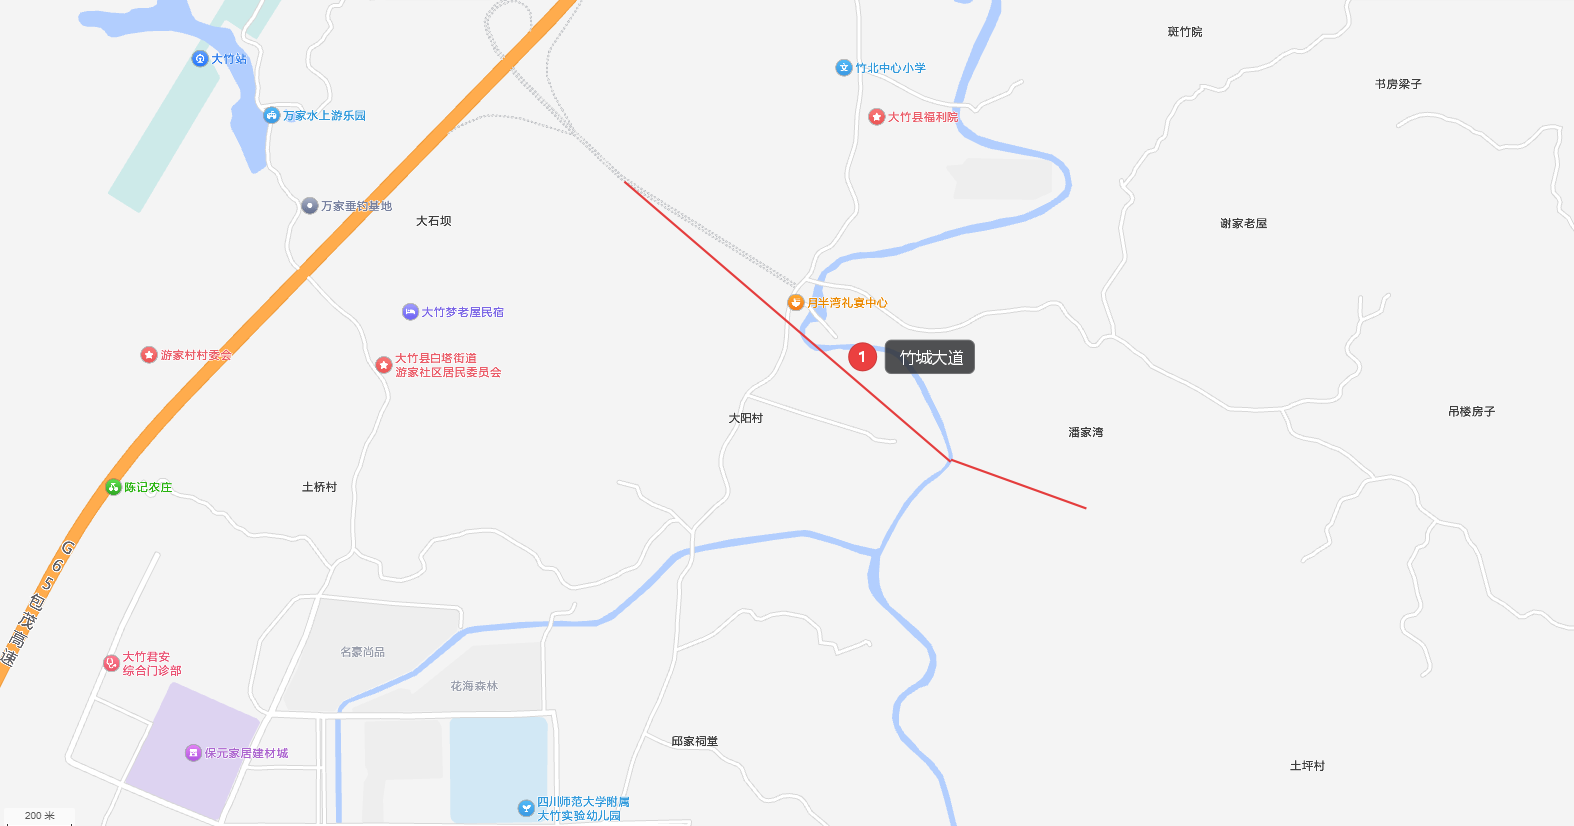 斑竹院
大竹站
竹北中心小学
书房梁子
万家水上游乐园
大竹县福利院
万家垂钓基地
大石坝
谢家老屋
月半湾礼宴中心
大竹梦老屋民宿
游家村村委会
大竹县白塔街道
游家社区居民委员会
1
竹城大道
吊楼房子
大阳村
潘家湾
陈记农庄
土桥村
G65包茂高速
名豪尚品
大竹君安
综合门诊部
花海森林
邱家祠堂
保元家居建材城
土坪村
四川师范大学附属
大竹实验幼儿园
200 米